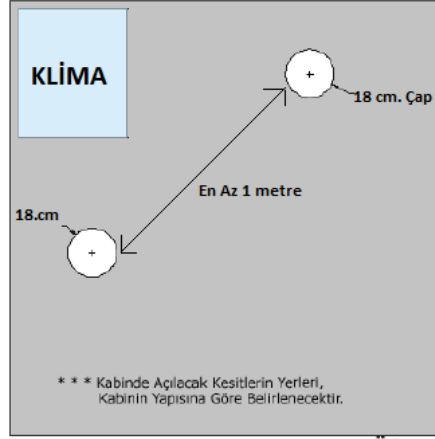 KLİMA
18 cm. Çap
En Az 1 metre
18.cm
* * * Kabinde Açılacak Kesitlerin Yerleri,
Kabinin Yapısına Göre Belirlenecektir.